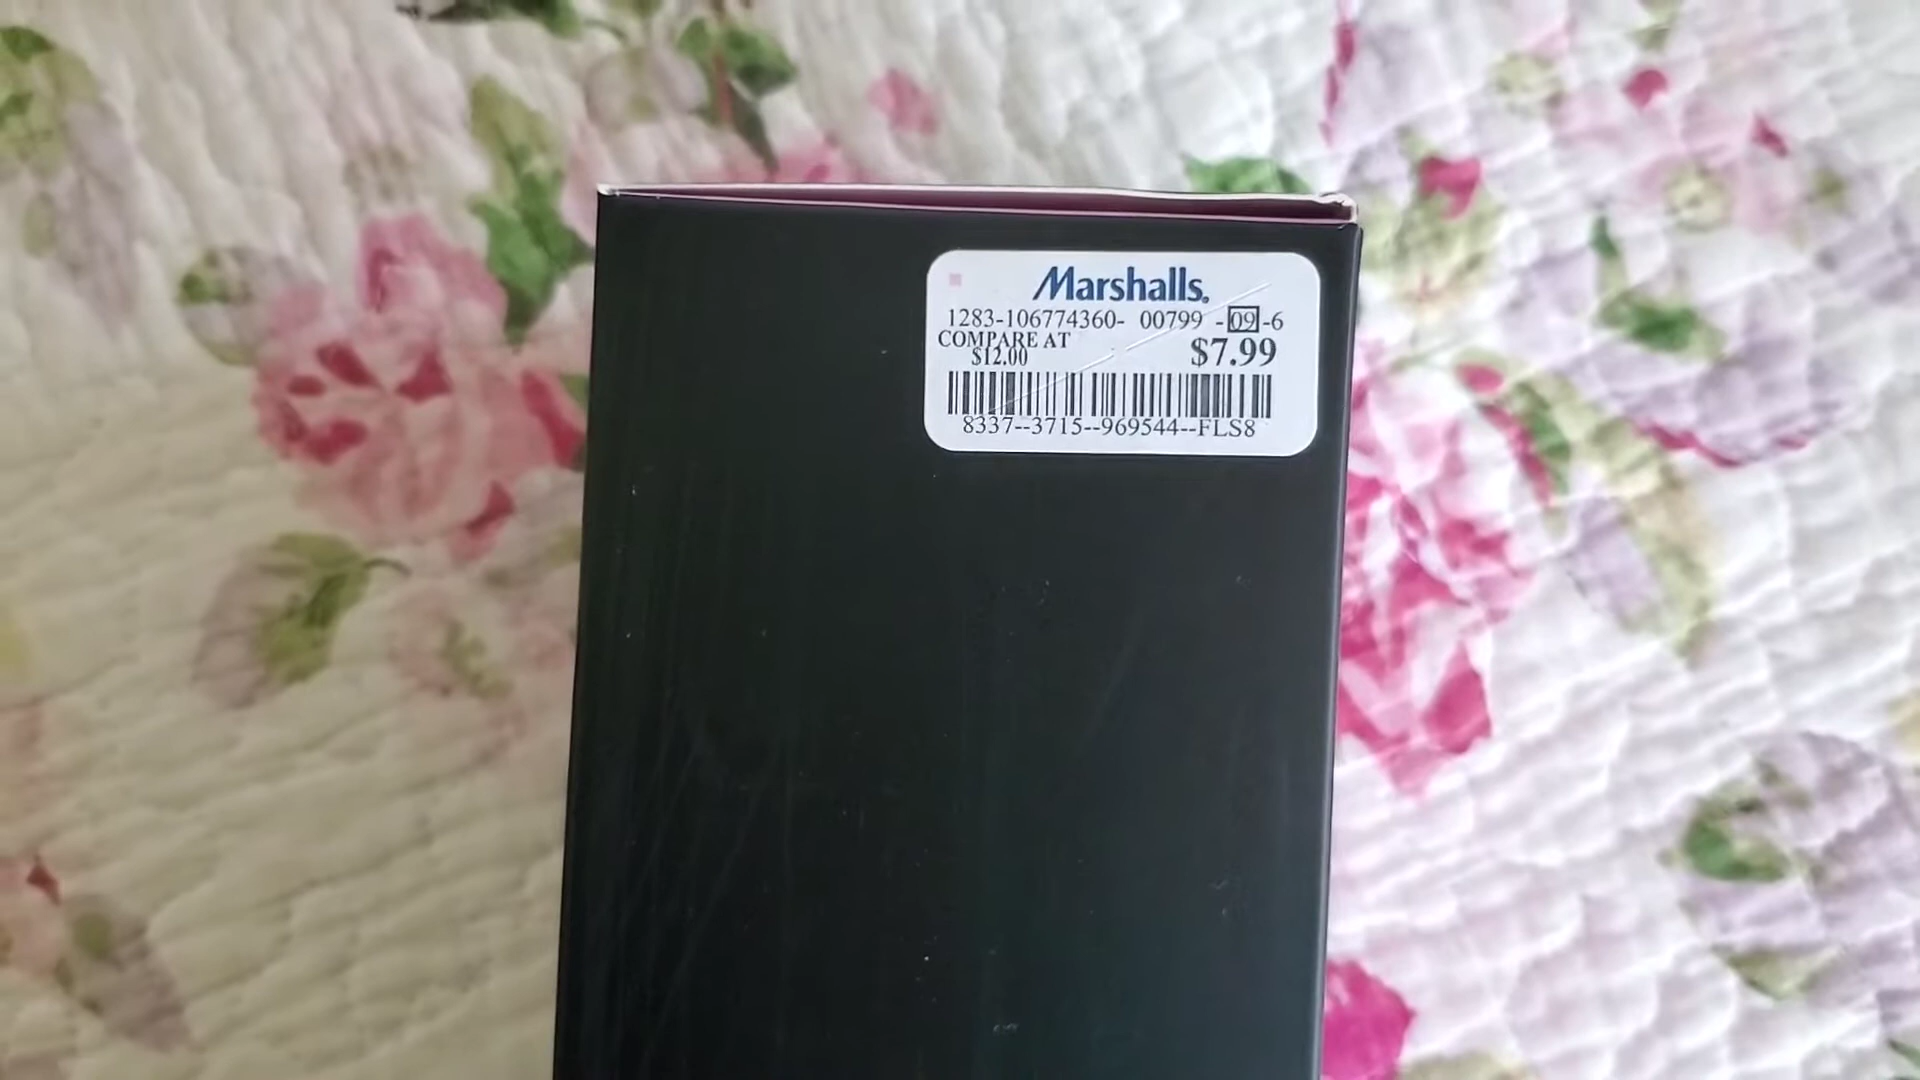 Marshalls.
1283-106774360- 00799 -09-6
COMPARE AT
$12.00
$7.99
8337--3715--969544--FLS8